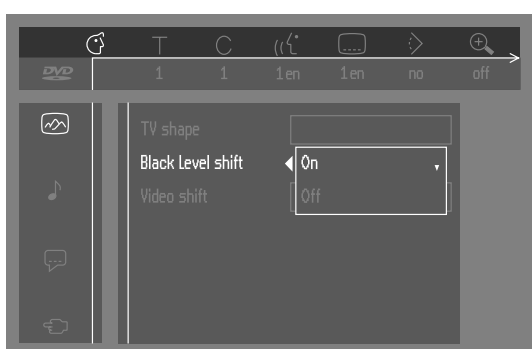 T C
DVD 1 1 1en 1en no off
TV shape
Black Level shift On
Video shift Off